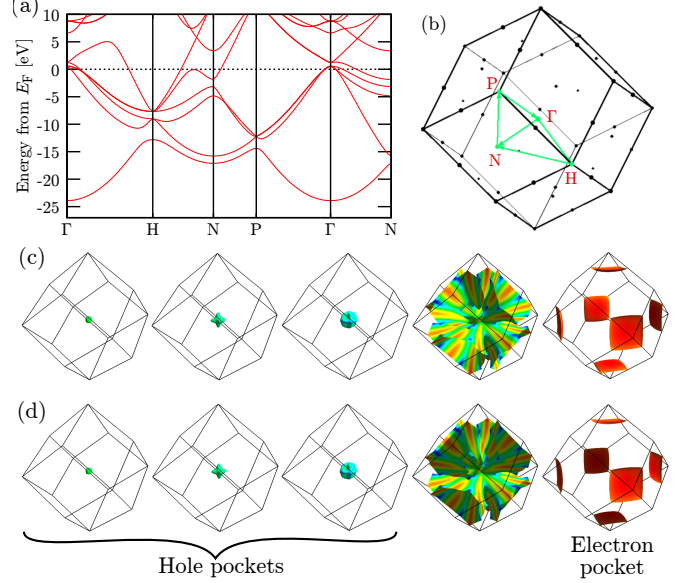 (a)
Energy from E_F [eV]
10
5
0
-5
-10
-15
-20
-25
Γ H N P Γ N
(b)
P
Γ
N
H
(c)
(d)
Hole pockets
Electron
pocket